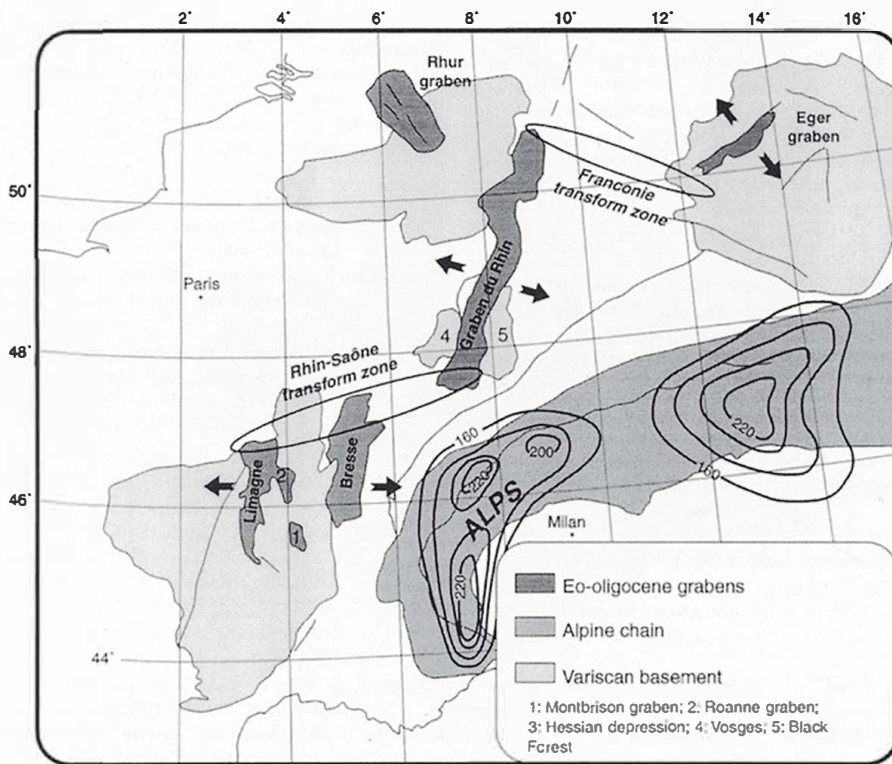 2° 4° 6° 8° 10° 12° 14° 16°
Rhur
graben
Eger
graben
50°
Franconie
transform zone
Graben du Rhin
Paris
4
5
48°
Rhin-Saône
transform zone
160
220
200
220
160
220
Limagne
2
Bresse
46°
1
ALPS
Milan
44°
Eo-oligocene grabens
Alpine chain
Variscan basement
1: Montbrison graben; 2: Roanne graben;
3: Hessian depression; 4: Vosges; 5: Black
Forest